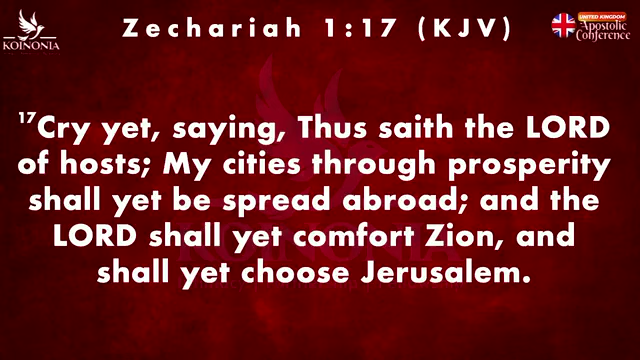 Zechariah 1:17 (KJV)
KOINONIA
UNITED KINGDOM
Apostolic
Conference
17Cry yet, saying, Thus saith the LORD
of hosts; My cities through prosperity
shall yet be spread abroad; and the
LORD shall yet comfort Zion, and
shall yet choose Jerusalem.